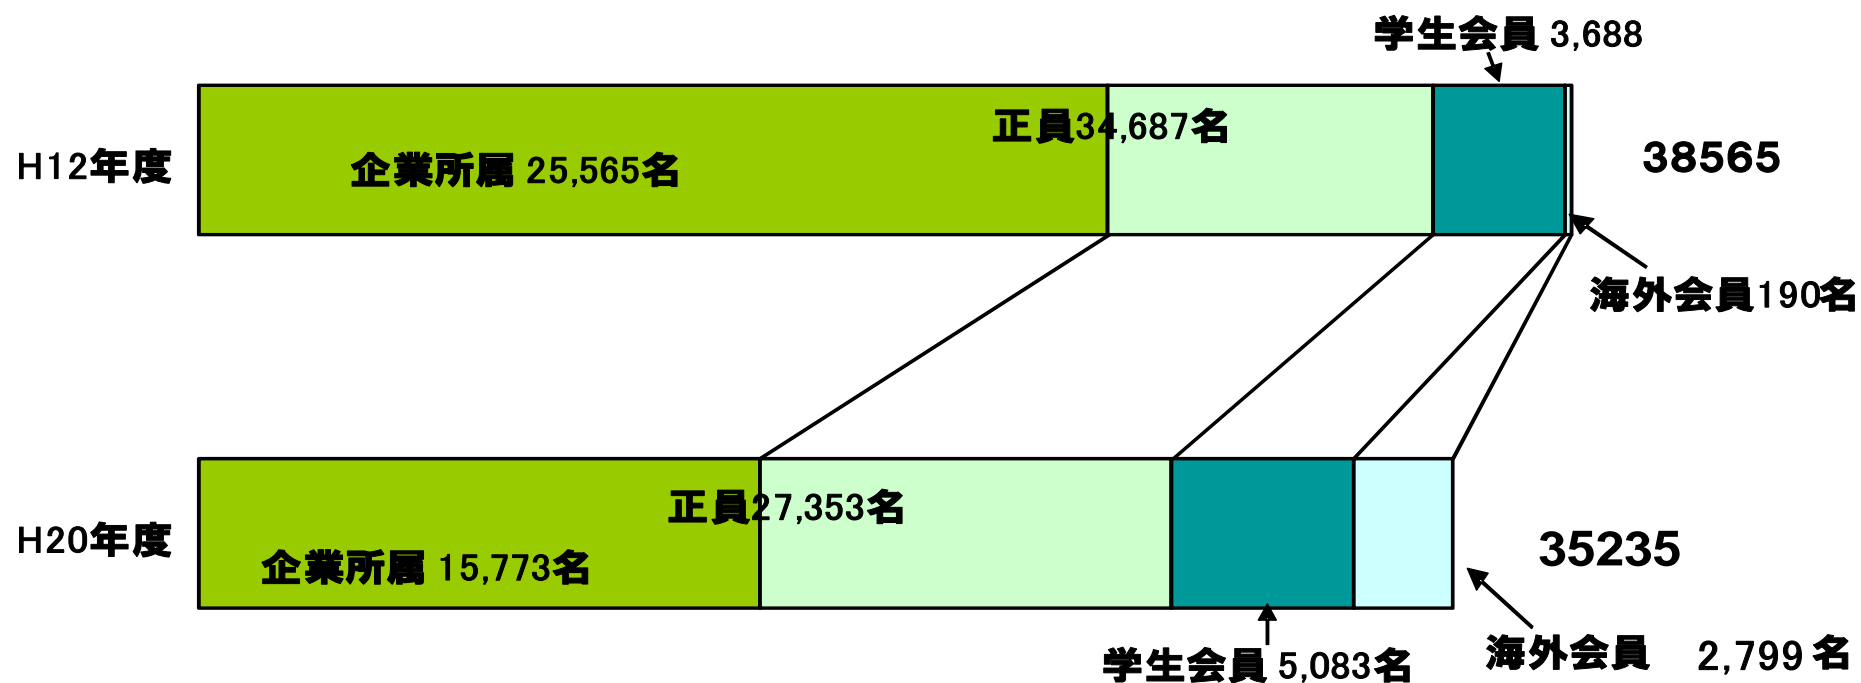 学生会員 3,688
正員34,687名
H12年度
企業所属 25,565名
38565
海外会員190名
正員27,353名
H20年度
企業所属 15,773名
35235
学生会員 5,083名
海外会員 2,799名